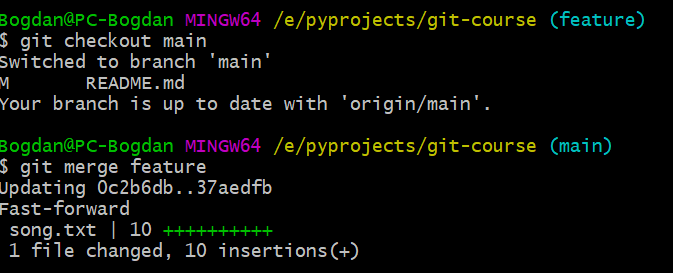 Bogdan@PC-Bogdan MINGW64 /e/pyprojects/git-course (feature)
$ git checkout main
Switched to branch 'main'
M       README.md
Your branch is up to date with 'origin/main'.
Bogdan@PC-Bogdan MINGW64 /e/pyprojects/git-course (main)
$ git merge feature
Updating 0c2b6db..37aedfb
Fast-forward
 song.txt | 10 ++++++++++
 1 file changed, 10 insertions(+)